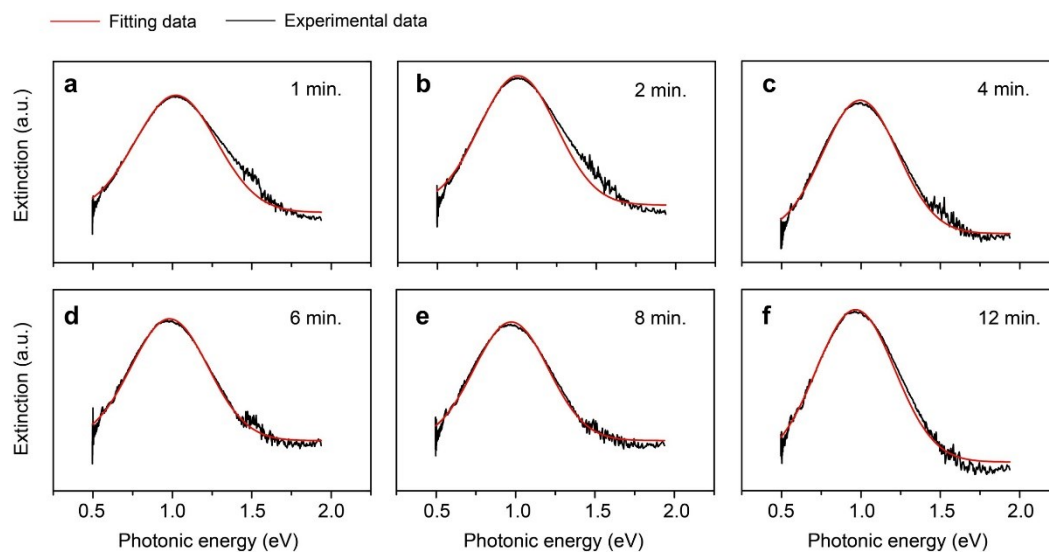 Fitting data Experimental data
a 1 min. b 2 min. c 4 min.
Extinction (a.u.)
d 6 min. e 8 min. f 12 min.
Extinction (a.u.)
0.5 1.0 1.5 2.0 0.5 1.0 1.5 2.0 0.5 1.0 1.5 2.0
Photonic energy (eV) Photonic energy (eV) Photonic energy (eV)